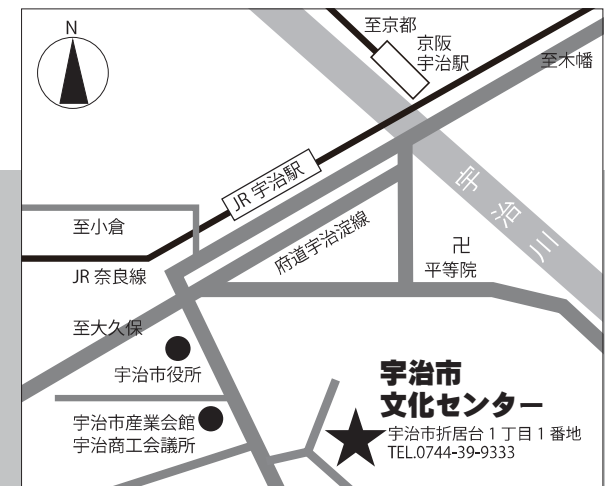 N
至京都
京阪
宇治駅
至木幡
JR 宇治駅
宇治川
至小倉
府道宇治淀線
卍
平等院
JR 奈良線
至大久保
宇治市役所
宇治市
文化センター
宇治市産業会館
宇治商工会議所
宇治市折居台1丁目1番地
TEL.0744-39-9333